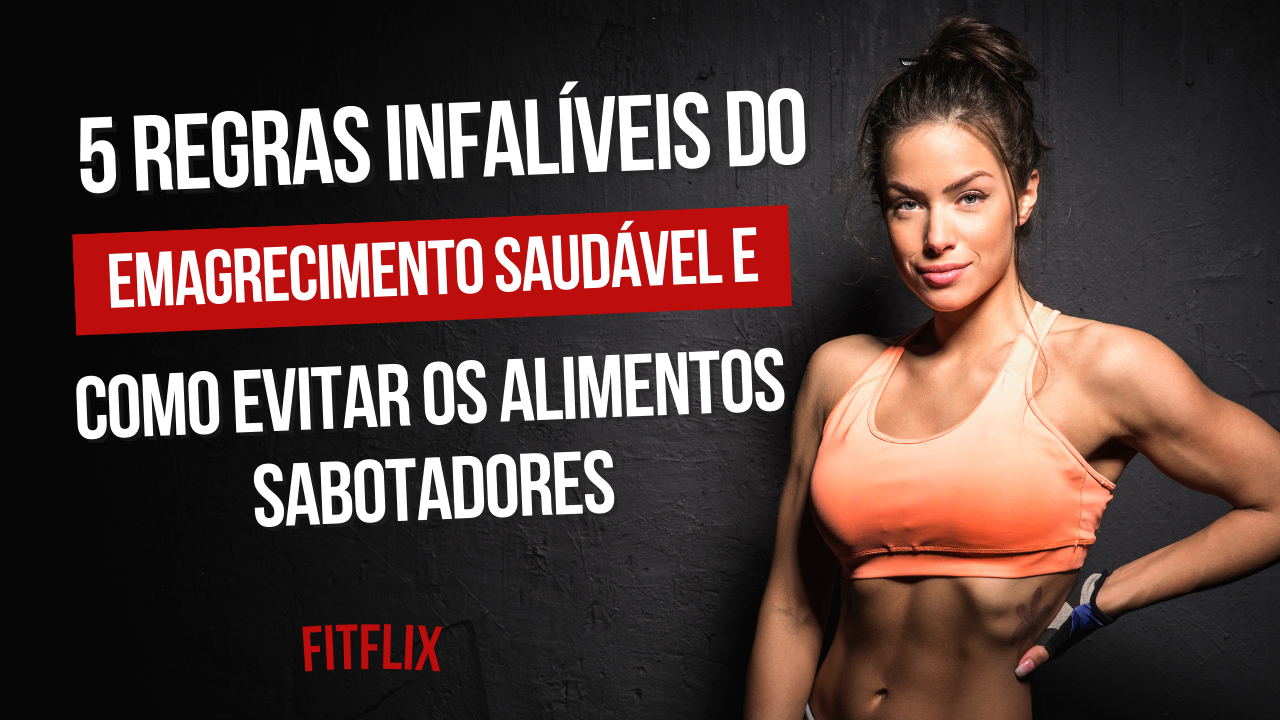 5 REGRAS INFALÍVEIS DO
EMAGRECIMENTO SAUDÁVEL E
COMO EVITAR OS ALIMENTOS
SABOTADORES
FITFLIX